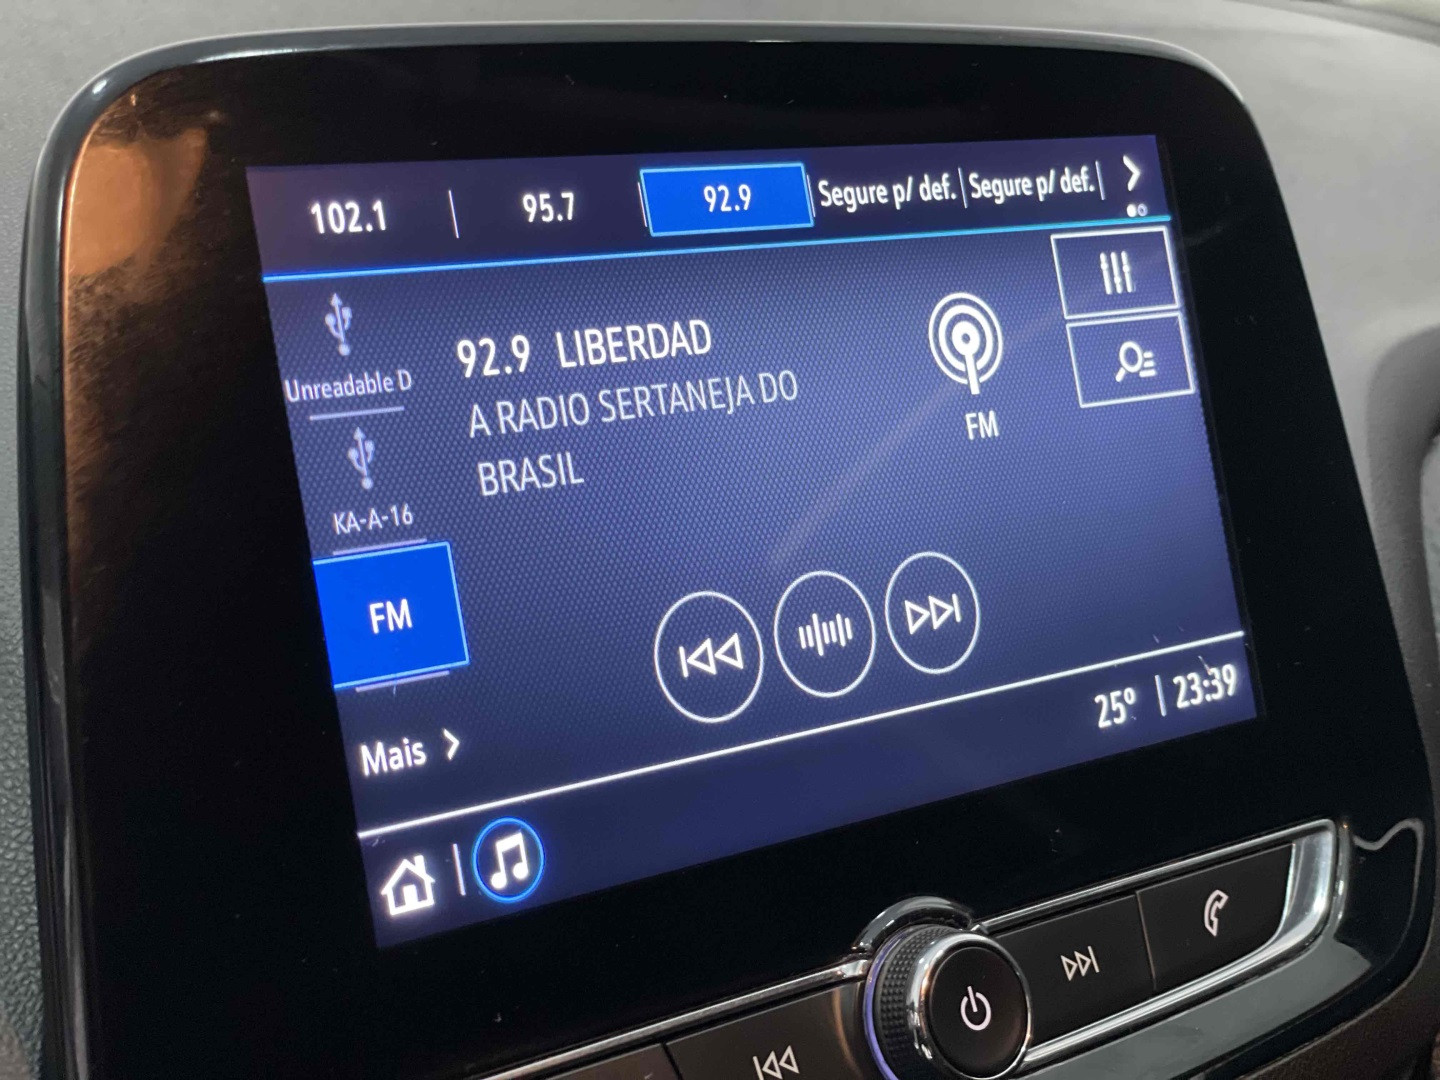 102.1 95.7 92.9 Segure p/ def. Segure p/ def.
Unreadable D
92.9 LIBERDAD
A RADIO SERTANEJA DO
BRASIL
FM
KA-A-16
FM
Mais
25° 23:39